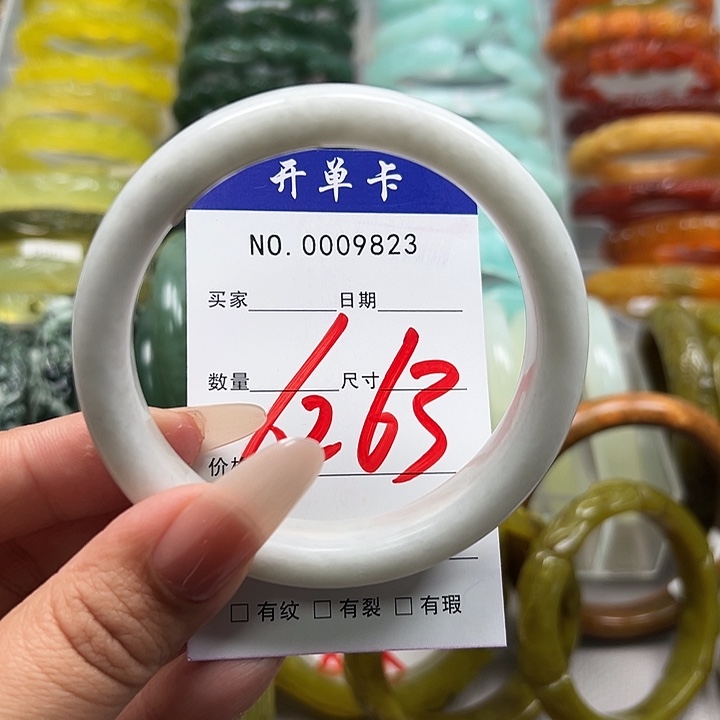 开单卡
NO. 0009823
买家 日期
数量 尺寸
6263
价格
□ 有纹 □ 有裂 □ 有瑕